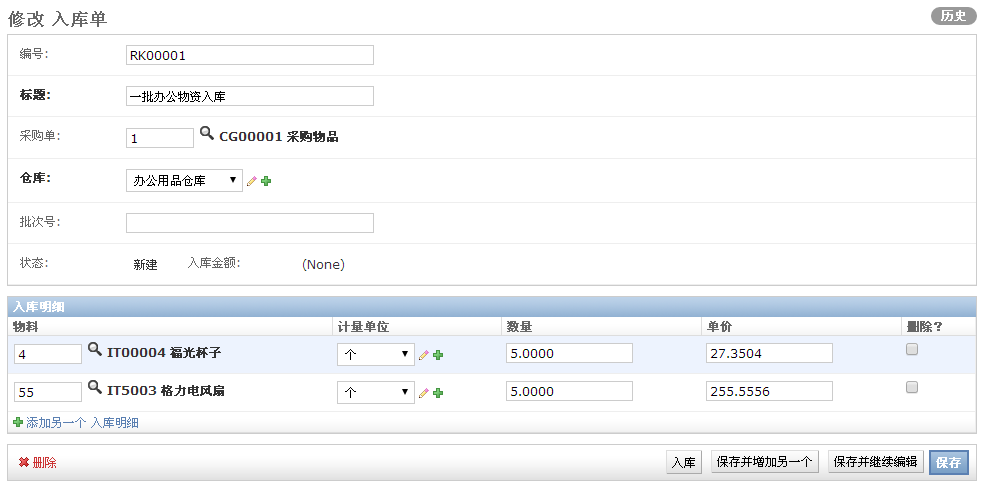 修改 入库单 历史
编号: RK00001
标题: 一批办公物资入库
采购单: 1 CG00001 采购物品
仓库: 办公用品仓库
批次号:
状态: 新建 入库金额: (None)
入库明细
物料 计量单位 数量 单价 删除？
4 IT00004 福光杯子 个 5.0000 27.3504
55 IT5003 格力电风扇 个 5.0000 255.5556
添加另一个 入库明细
删除 入库 保存并增加另一个 保存并继续编辑 保存